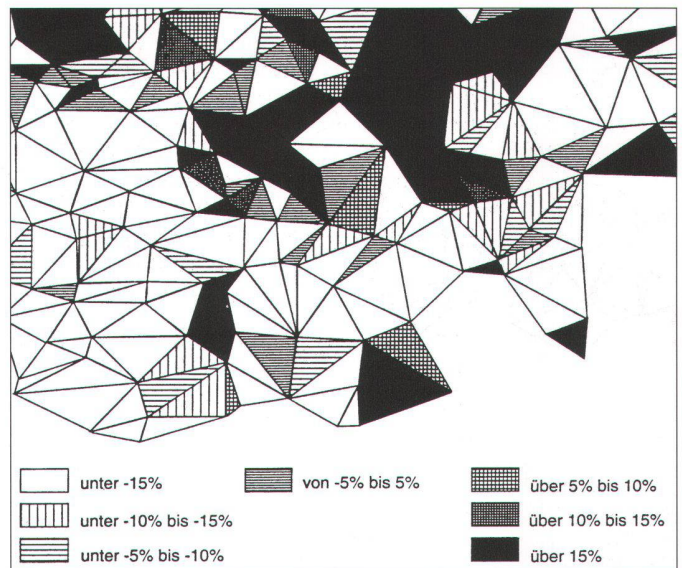 unter -15%
unter -10% bis -15%
unter -5% bis -10%
von -5% bis 5%
über 5% bis 10%
über 10% bis 15%
über 15%